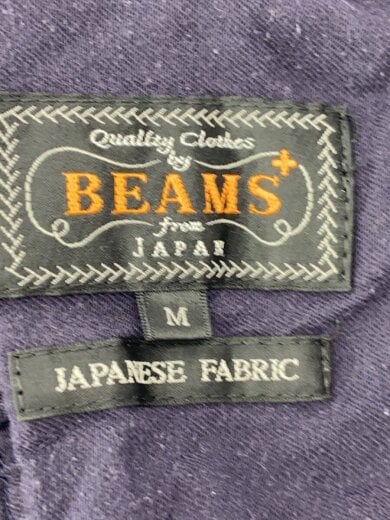 Quality Clothes
by
BEAMS+
from
JAPAN
M
JAPANESE FABRIC